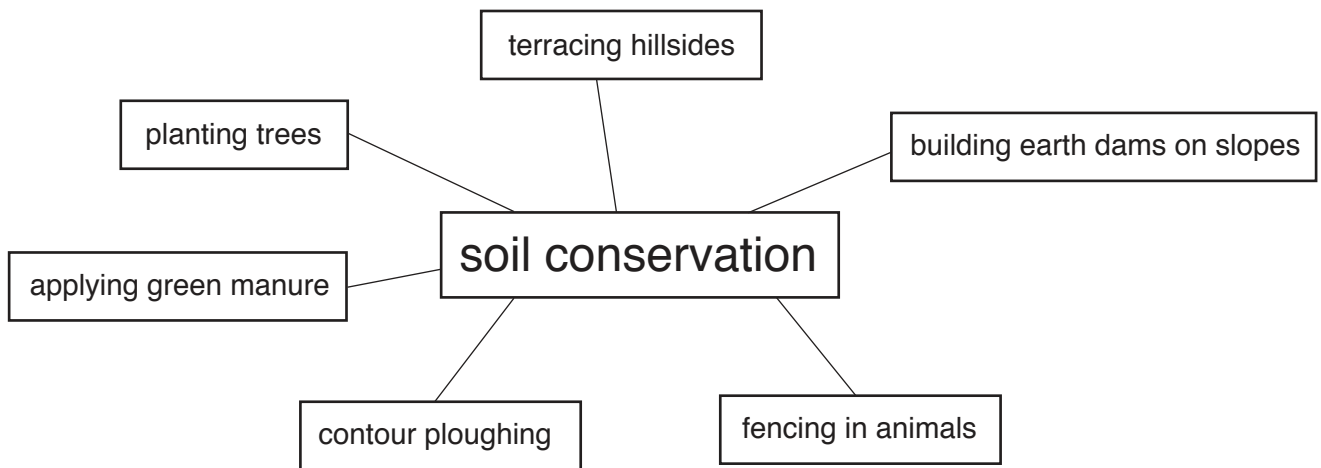 terracing hillsides
planting trees
building earth dams on slopes
soil conservation
applying green manure
contour ploughing
fencing in animals